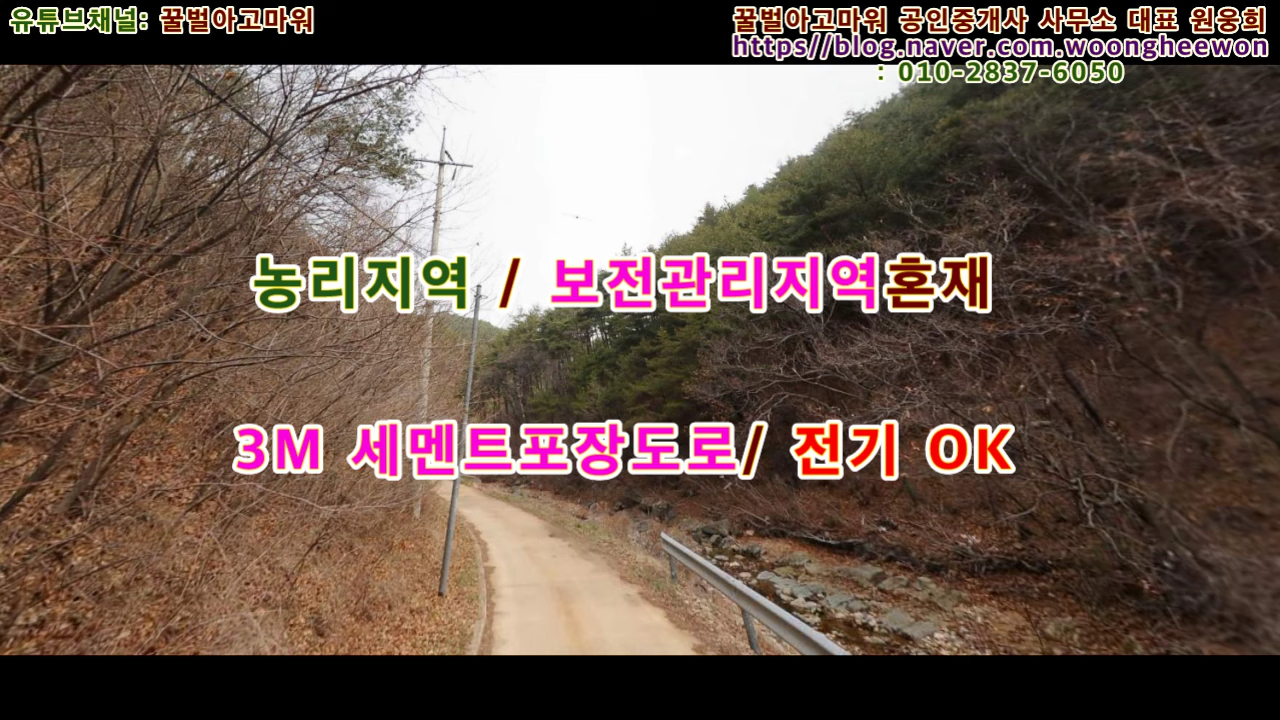 유튜브채널: 꿀벌아고마워
꿀벌아고마워 공인중개사 사무소 대표 원웅희
https//blog.naver.com.woongheewon
: 010-2837-6050
농리지역 / 보전관리지역혼재
3M 세멘트포장도로/ 전기 OK